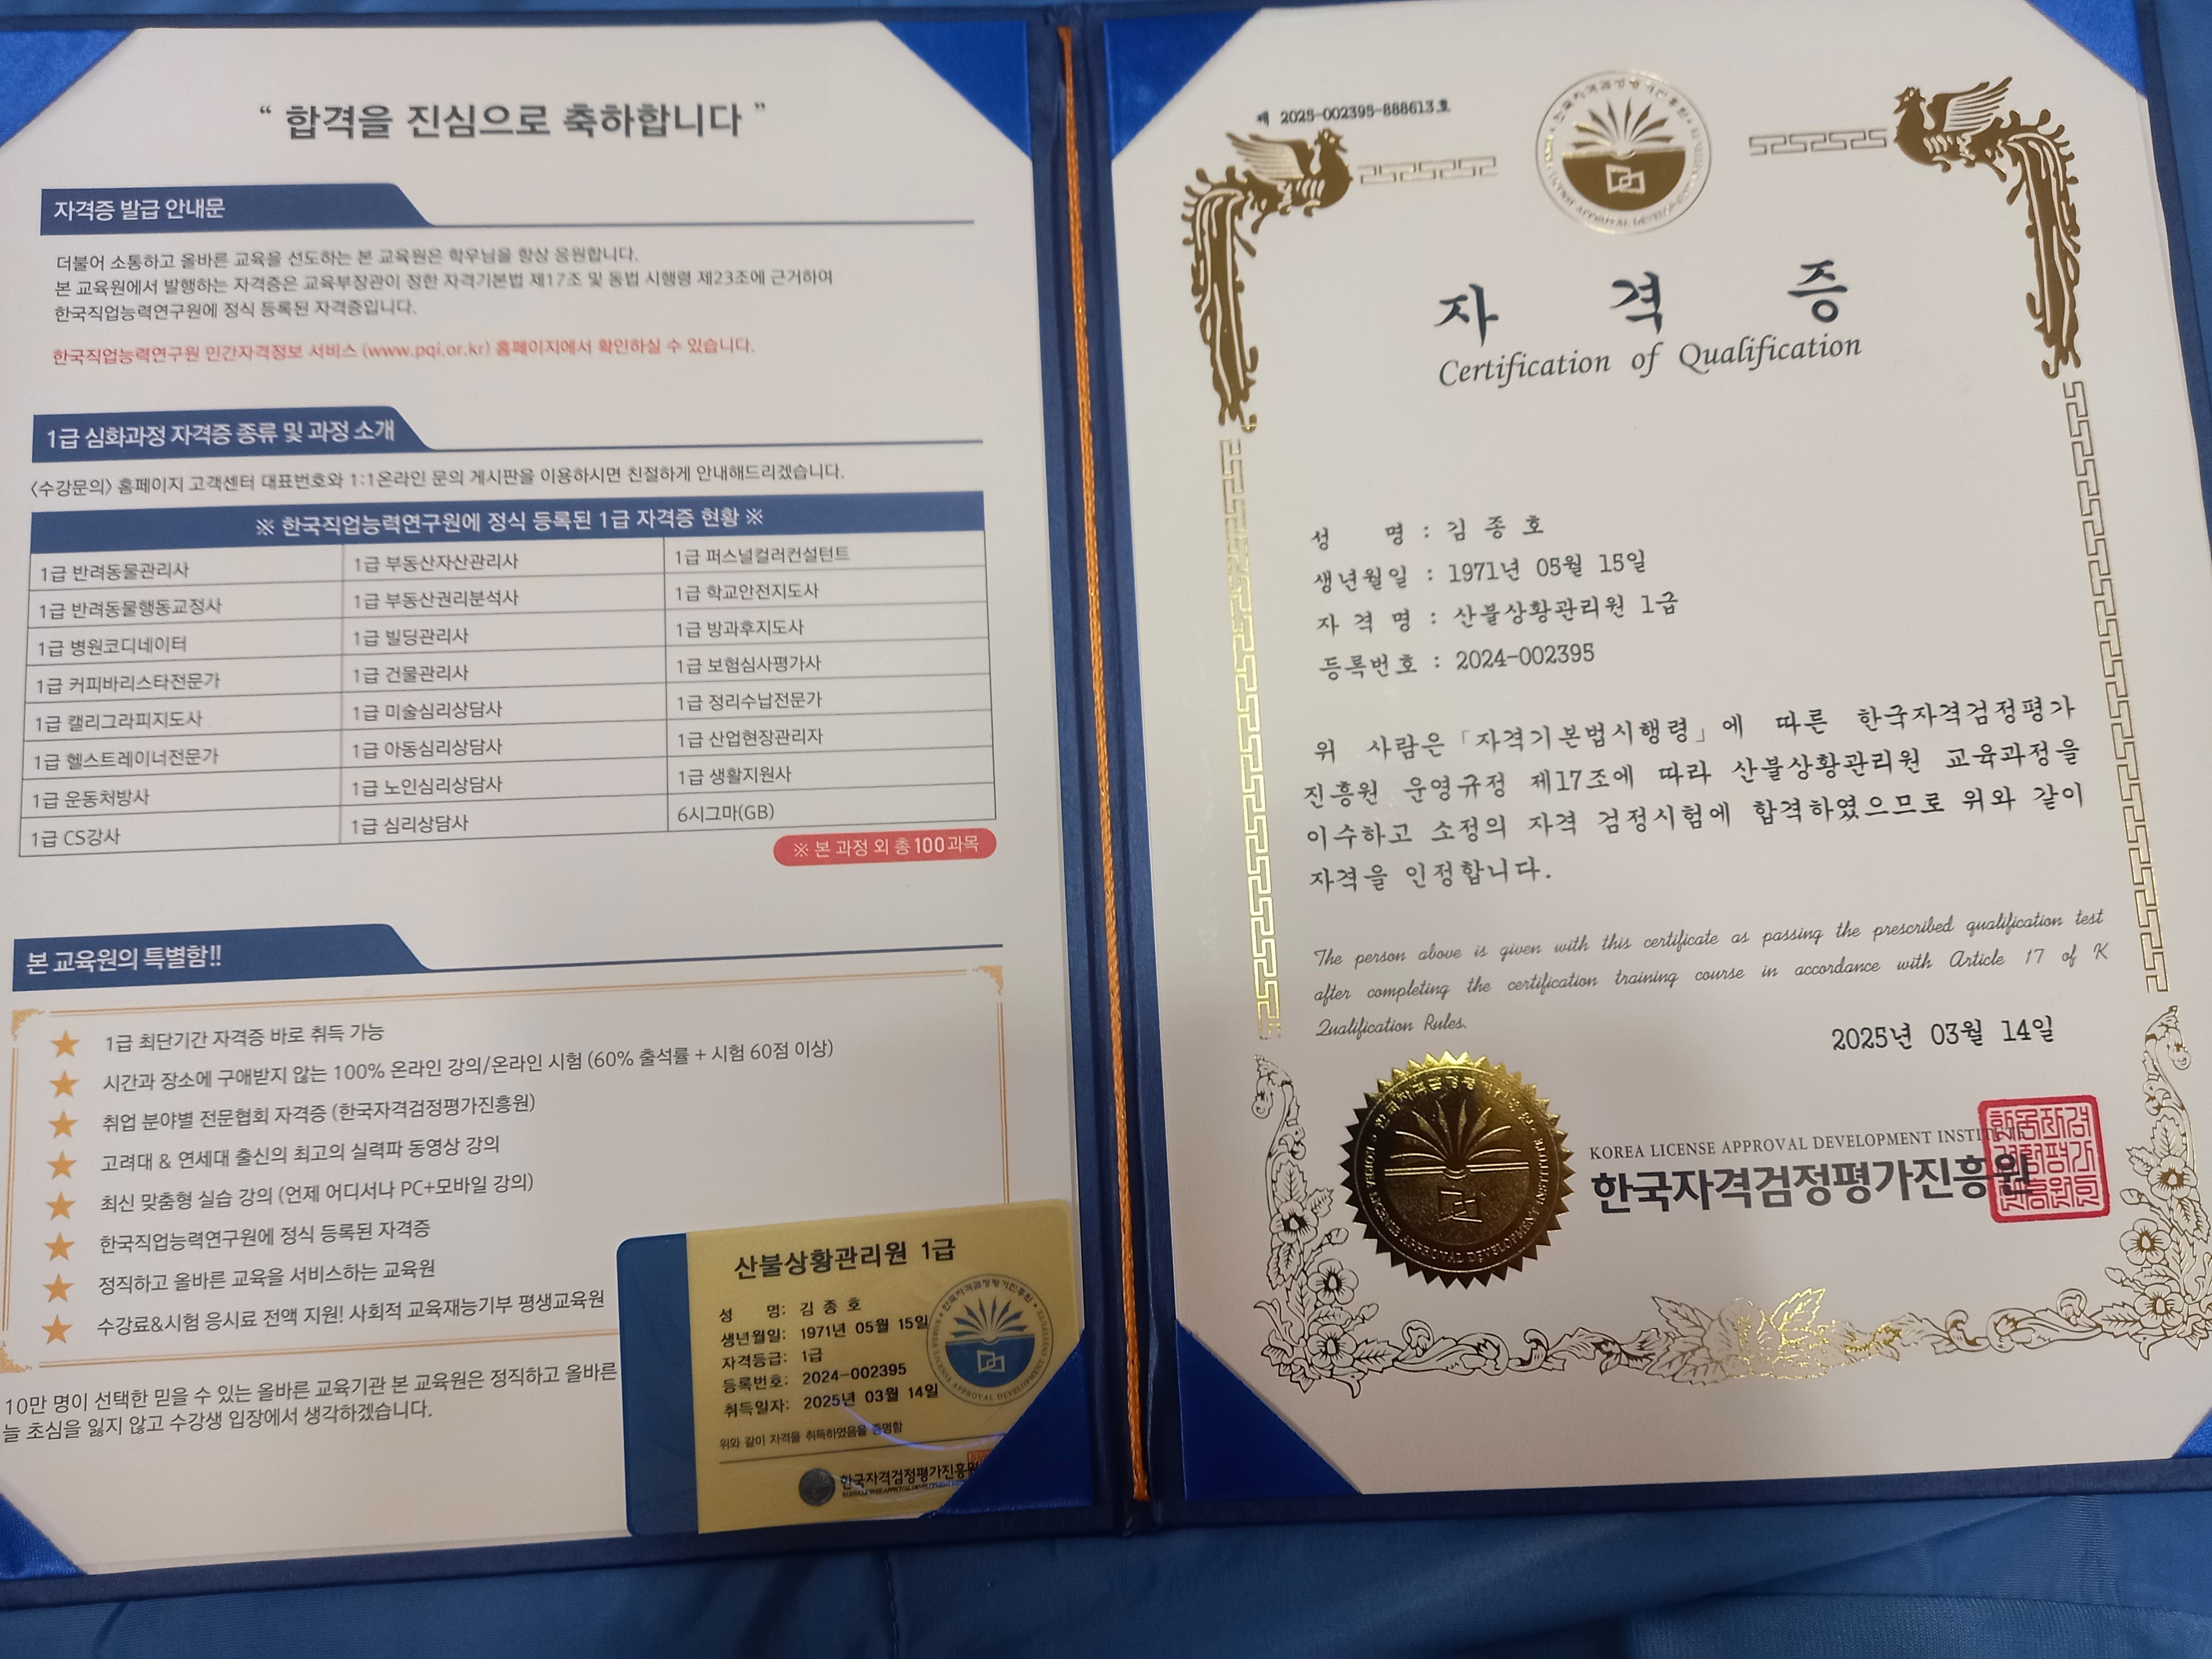 “ 합격을 진심으로 축하합니다 ”
자격증 발급 안내문
더불어 소통하고 올바른 교육을 선도하는 본 교육원은 학우님을 항상 응원합니다.
본 교육원에서 발행하는 자격증은 교육부장관이 정한 자격기본법 제17조 및 동법 시행령 제23조에 근거하여
한국직업능력연구원에 정식 등록된 자격증입니다.
한국직업능력연구원 민간자격정보 서비스 (www.pqi.or.kr) 홈페이지에서 확인하실 수 있습니다.
1급 심화과정 자격증 종류 및 과정 소개
<수강문의> 홈페이지 고객센터 대표번호와 1:1온라인 문의 게시판을 이용하시면 친절하게 안내해드리겠습니다.
※ 한국직업능력연구원에 정식 등록된 1급 자격증 현황 ※
1급 반려동물관리사 1급 부동산자산관리사 1급 퍼스널컬러컨설턴트
1급 반려동물행동교정사 1급 부동산권리분석사 1급 학교안전지도사
1급 병원코디네이터 1급 빌딩관리사 1급 방과후지도사
1급 커피바리스타전문가 1급 건물관리사 1급 보험심사평가사
1급 캘리그라피지도사 1급 미술심리상담사 1급 정리수납전문가
1급 헬스트레이너전문가 1급 아동심리상담사 1급 산업현장관리자
1급 운동처방사 1급 노인심리상담사 1급 생활지원사
1급 CS강사 1급 심리상담사 6시그마(GB)
※ 본 과정 외 총 100과목
본 교육원의 특별함!!
★ 1급 최단기간 자격증 바로 취득 가능
★ 시간과 장소에 구애받지 않는 100% 온라인 강의/온라인 시험 (60% 출석률 + 시험 60점 이상)
★ 취업 분야별 전문협회 자격증 (한국자격검정평가진흥원)
★ 고려대 & 연세대 출신의 최고의 실력파 동영상 강의
★ 최신 맞춤형 실습 강의 (언제 어디서나 PC+모바일 강의)
★ 한국직업능력연구원에 정식 등록된 자격증
★ 정직하고 올바른 교육을 서비스하는 교육원
★ 수강료&시험 응시료 전액 지원! 사회적 교육재능기부 평생교육원
10만 명이 선택한 믿을 수 있는 올바른 교육기관 본 교육원은 정직하고 올바른
늘 초심을 잃지 않고 수강생 입장에서 생각하겠습니다.
산불상황관리원 1급
성 명: 김 종 호
생년월일: 1971년 05월 15일
자격등급: 1급
등록번호: 2024-002395
취득일자: 2025년 03월 14일
위와 같이 자격을 취득하였음을 증명함
한국자격검정평가진흥원
제 2025-002395-888613호
자 격 증
Certification of Qualification
성 명 : 김 종 호
생년월일 : 1971년 05월 15일
자 격 명 : 산불상황관리원 1급
등록번호 : 2024-002395
위 사람은 「자격기본법시행령」에 따른 한국자격검정평가
진흥원 운영규정 제17조에 따라 산불상황관리원 교육과정을
이수하고 소정의 자격 검정시험에 합격하였으므로 위와 같이
자격을 인정합니다.
The person above is given with this certificate as passing the prescribed qualification test
after completing the certification training course in accordance with Article 17 of K
Qualification Rules.
2025년 03월 14일
KOREA LICENSE APPROVAL DEVELOPMENT INSTITUTE
한국자격검정평가진흥원